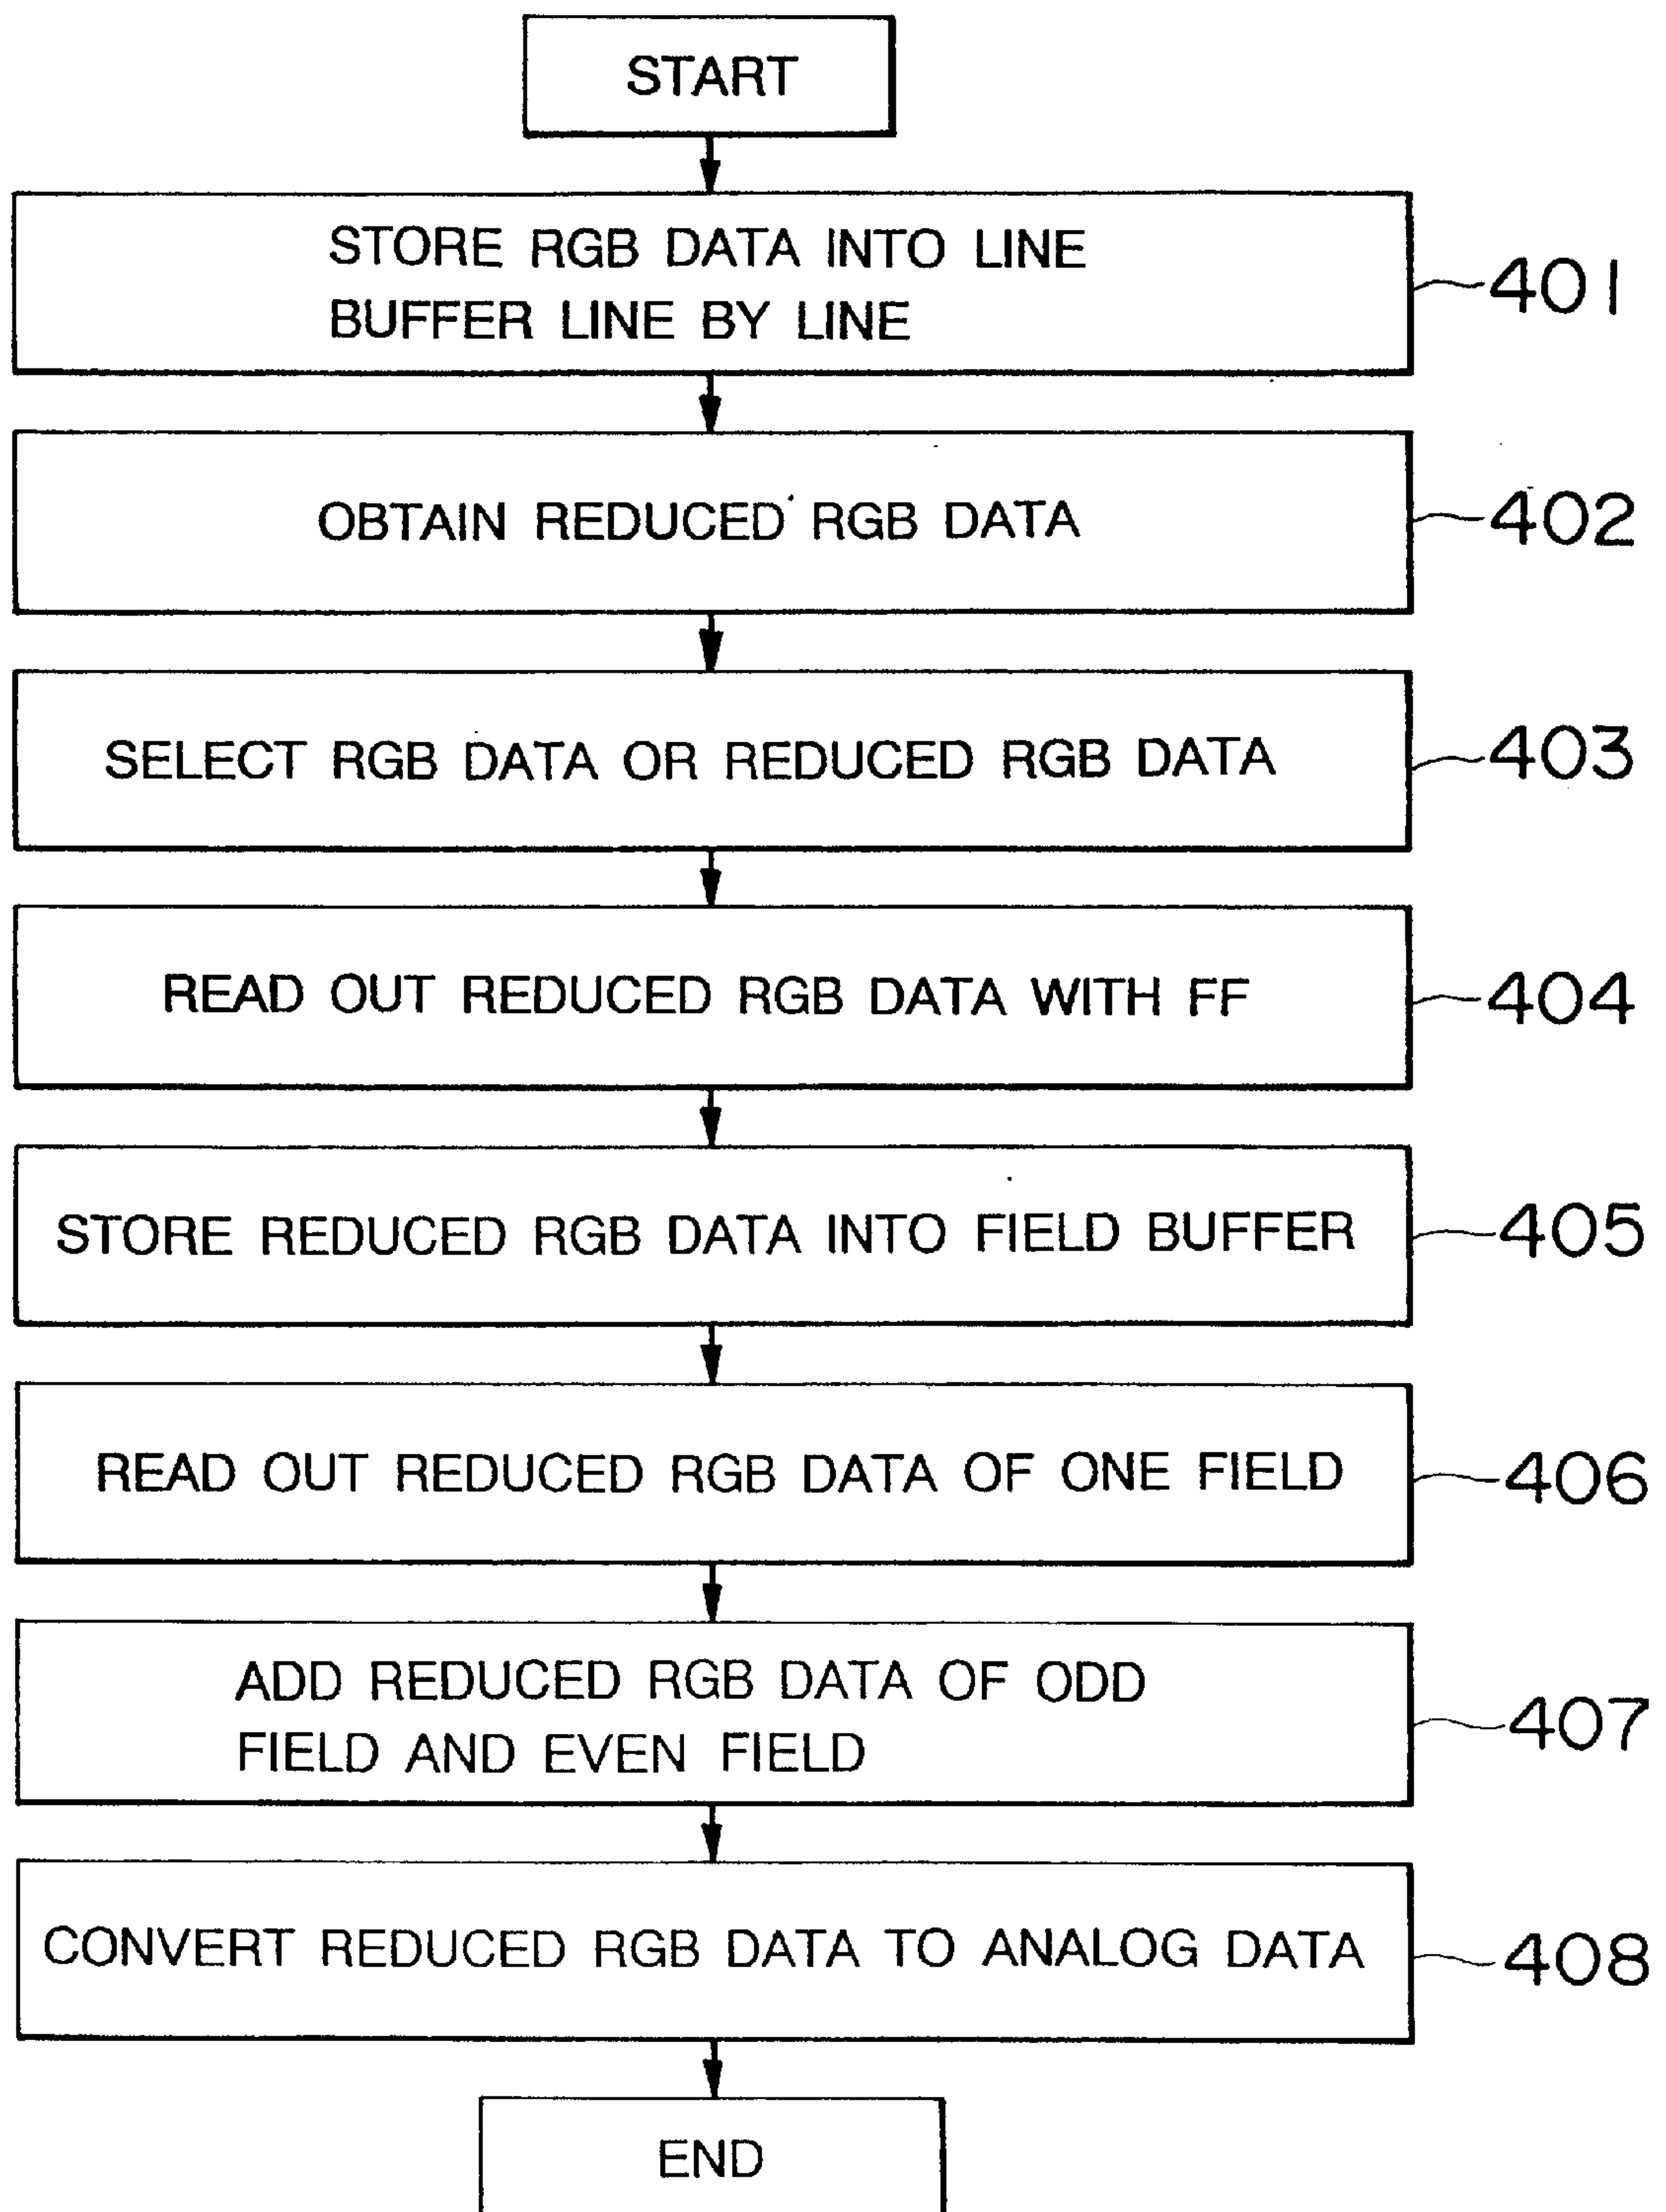 START
STORE RGB DATA INTO LINE
BUFFER LINE BY LINE
401
OBTAIN REDUCED RGB DATA
402
SELECT RGB DATA OR REDUCED RGB DATA
403
READ OUT REDUCED RGB DATA WITH FF
404
STORE REDUCED RGB DATA INTO FIELD BUFFER
405
READ OUT REDUCED RGB DATA OF ONE FIELD
406
ADD REDUCED RGB DATA OF ODD
FIELD AND EVEN FIELD
407
CONVERT REDUCED RGB DATA TO ANALOG DATA
408
END